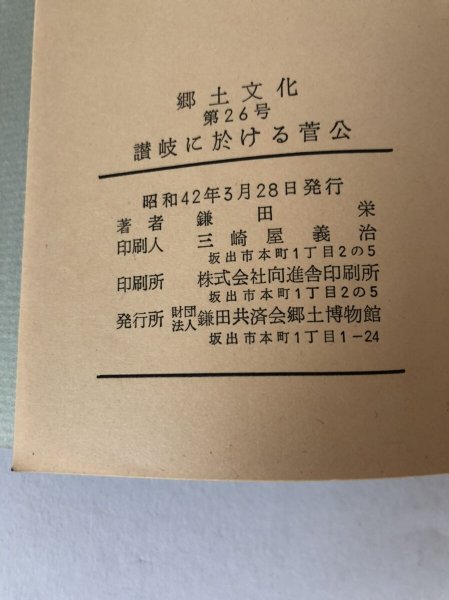 郷土文化
第26号
讃岐に於ける菅公
昭和42年3月28日発行
著者 鎌田 栄
印刷人 三崎屋義治
坂出市本町1丁目2の5
印刷所 株式会社向進舎印刷所
坂出市本町1丁目2の5
発行所 財団法人 鎌田共済会郷土博物館
坂出市本町1丁目1-24